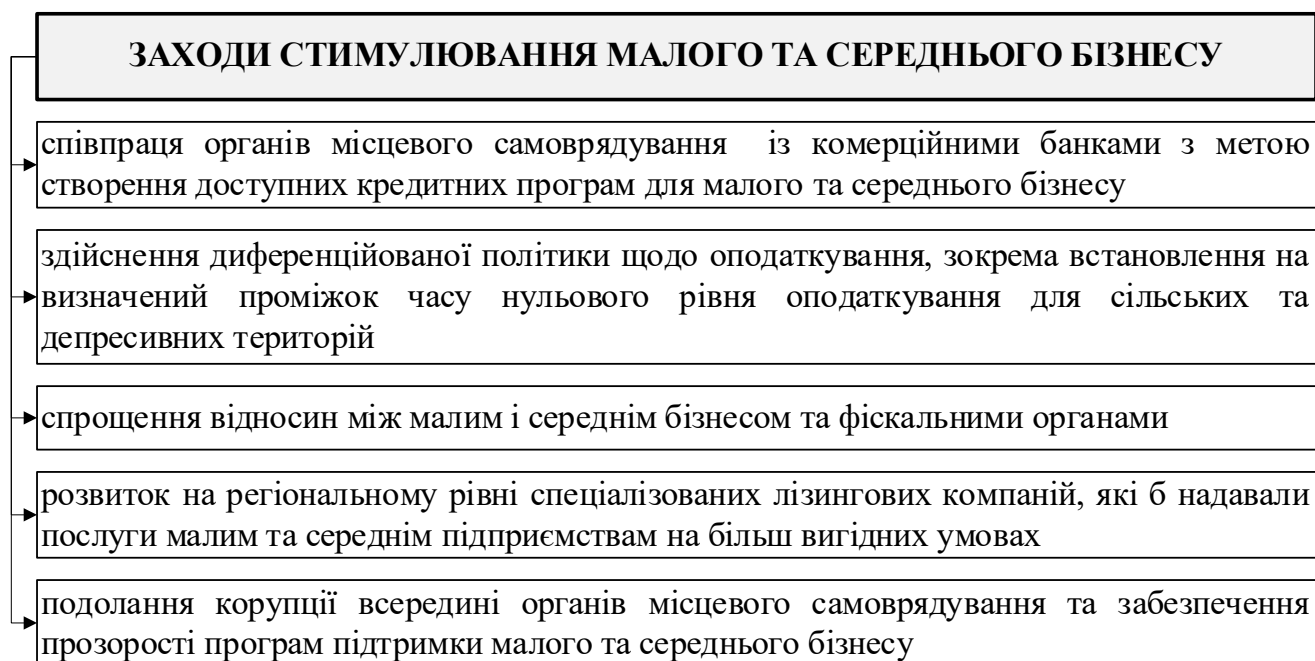 ЗАХОДИ СТИМУЛЮВАННЯ МАЛОГО ТА СЕРЕДНЬОГО БІЗНЕСУ
співпраця органів місцевого самоврядування із комерційними банками з метою
створення доступних кредитних програм для малого та середнього бізнесу
здійснення диференційованої політики щодо оподаткування, зокрема встановлення на
визначений проміжок часу нульового рівня оподаткування для сільських та
депресивних територій
спрощення відносин між малим і середнім бізнесом та фіскальними органами
розвиток на регіональному рівні спеціалізованих лізингових компаній, які б надавали
послуги малим та середнім підприємствам на більш вигідних умовах
подолання корупції всередині органів місцевого самоврядування та забезпечення
прозорості програм підтримки малого та середнього бізнесу